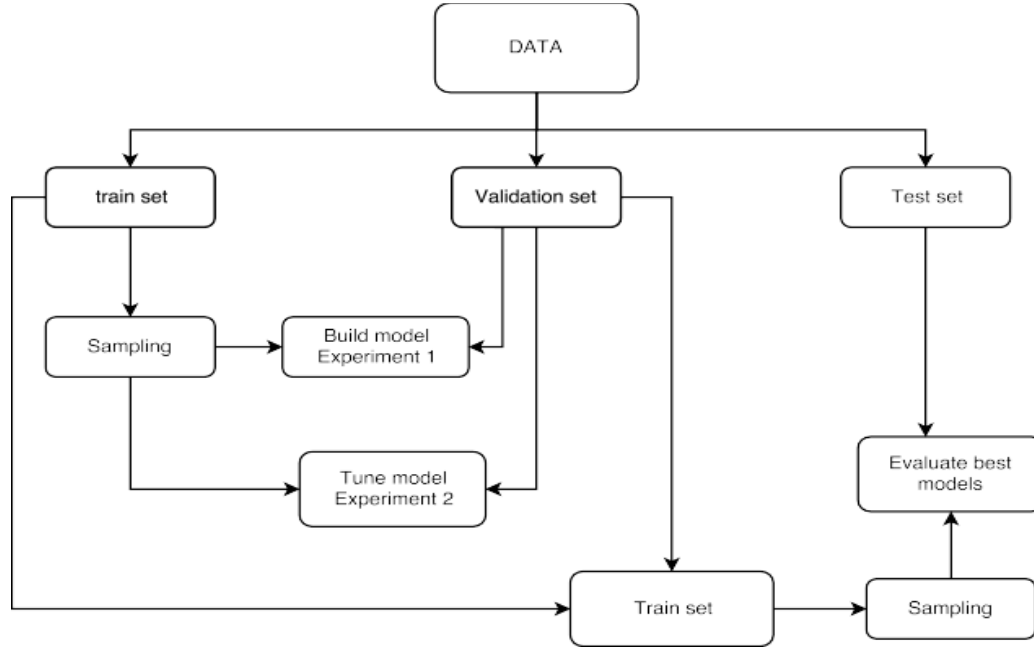 DATA
train set
Validation set
Test set
Sampling
Build model
Experiment 1
Tune model
Experiment 2
Evaluate best
models
Train set
Sampling